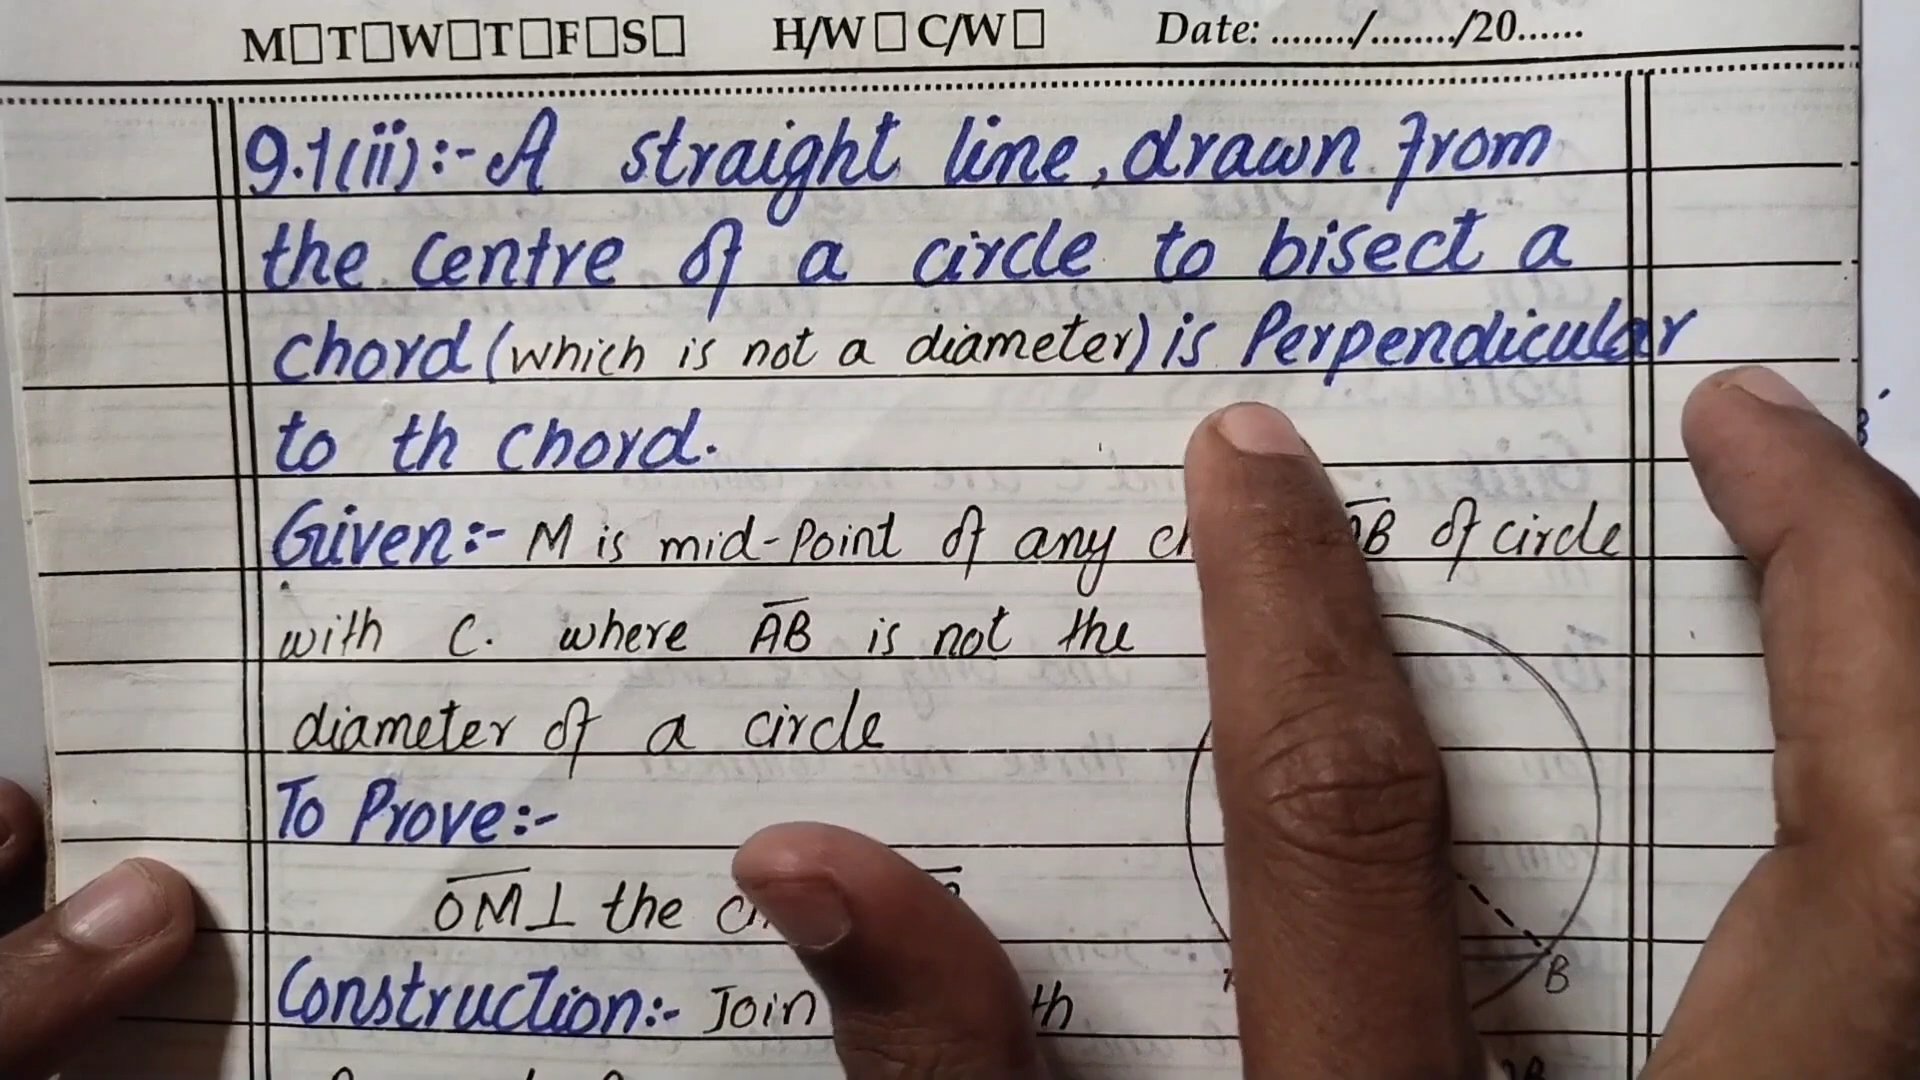 M□T□W□T□F□S□ H/W□ C/W□ Date: ......../......../20......
9.1(ii):- A straight line, drawn from
the centre of a circle to bisect a
chord (which is not a diameter) is Perpendicular
to th chord.
Given:- M is mid-Point of any AB of circle
with C. where AB is not the
diameter of a circle
To Prove:-
OM⊥ the
Construction:- Join th
B